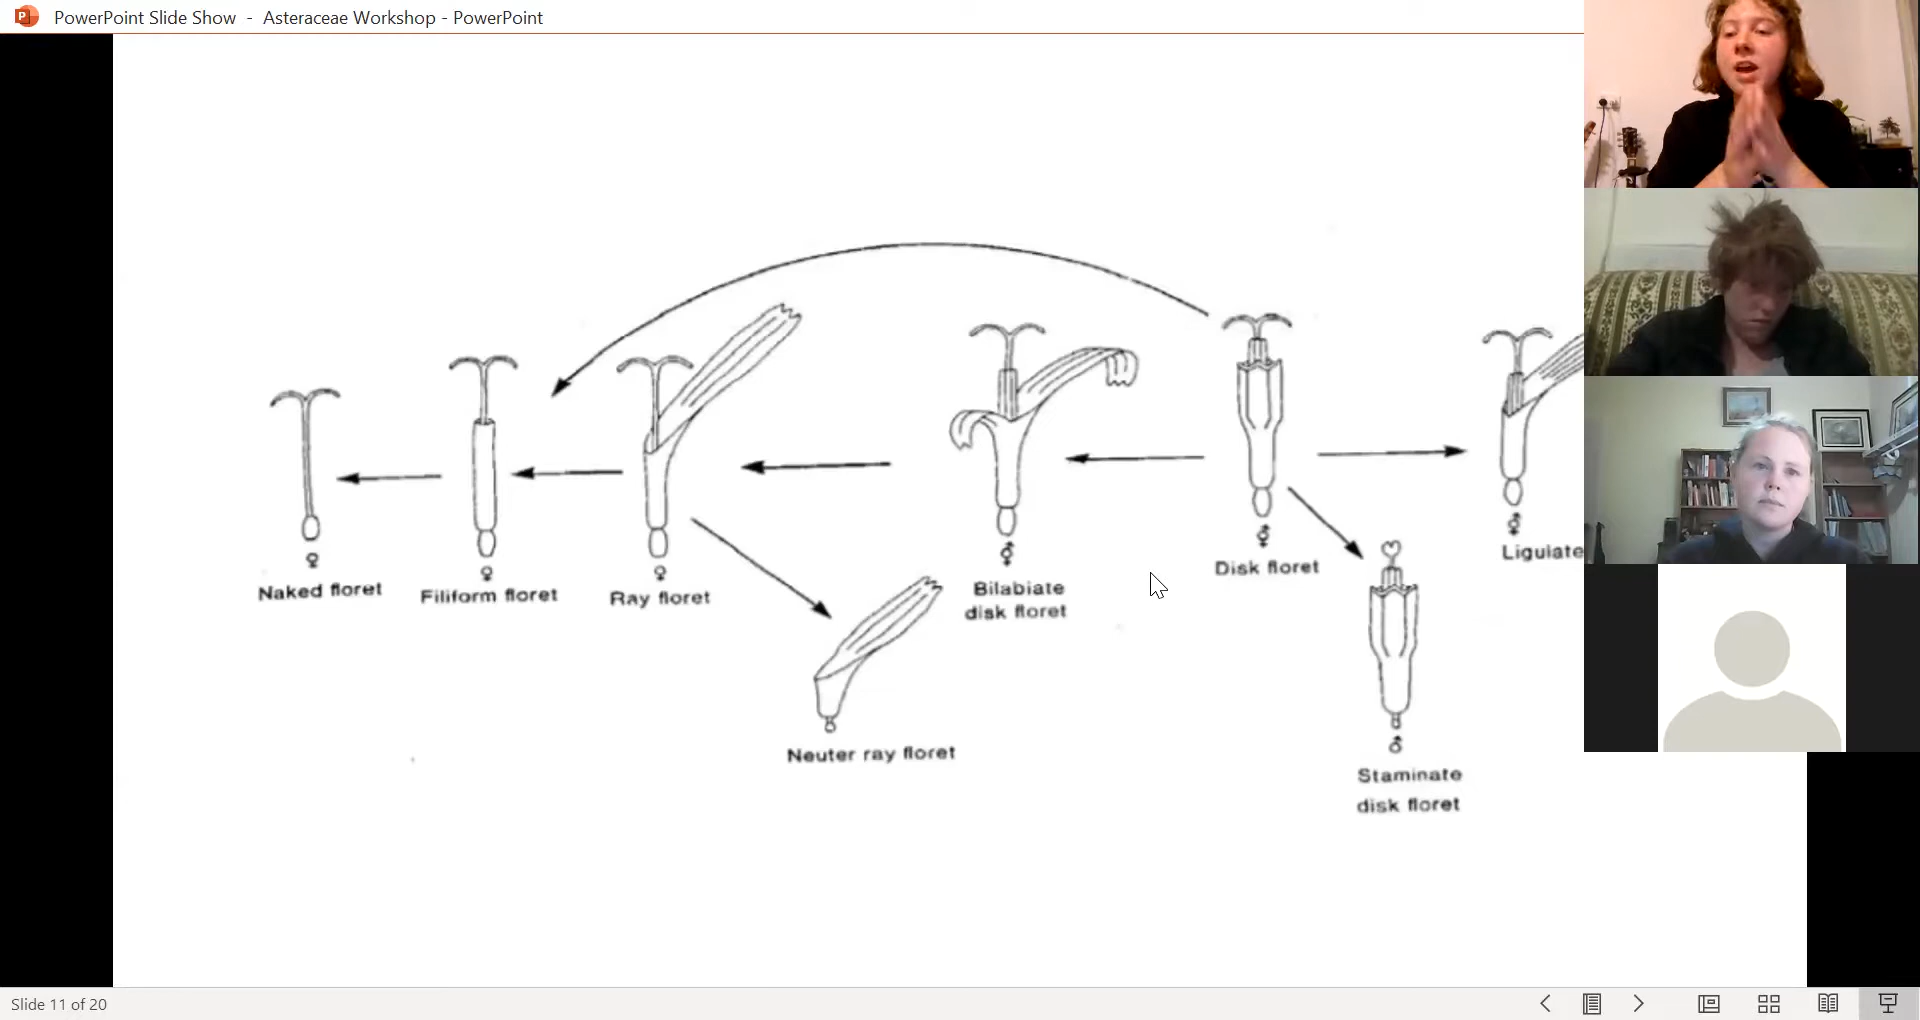 PowerPoint Slide Show - Asteraceae Workshop - PowerPoint
Naked floret
♀
Filiform floret
♀
Ray floret
♀
Neuter ray floret
Bilabiate
disk floret
⚥
Disk floret
⚥
Staminate
disk floret
♂
Ligulate
⚥
Slide 11 of 20